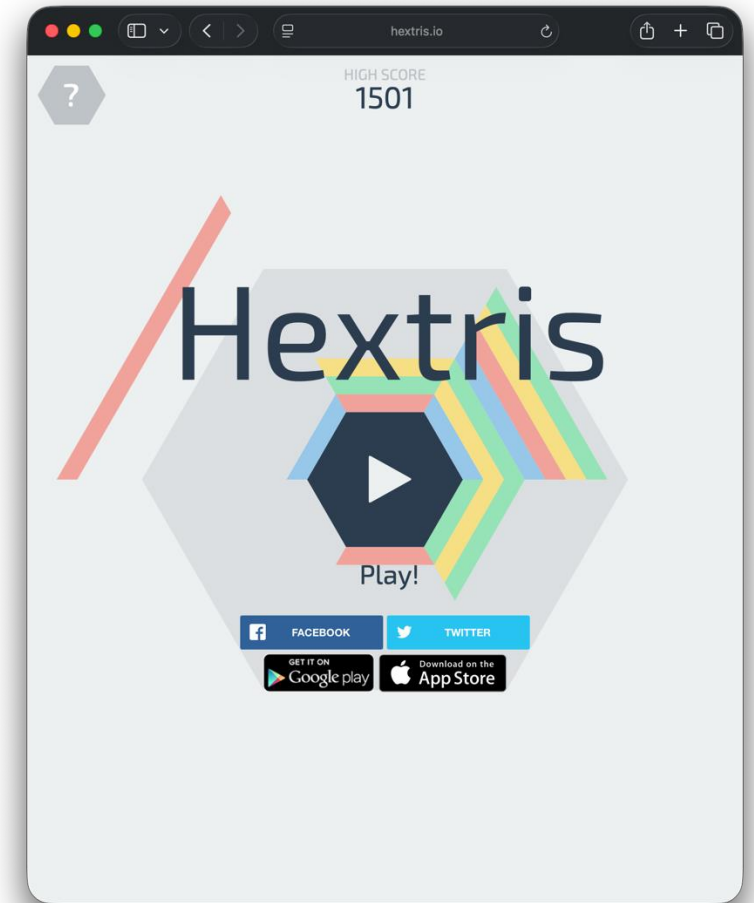 hextris.io
?
HIGH SCORE
1501
Hextris
Play!
FACEBOOK
TWITTER
GET IT ON
Google play
Download on the
App Store